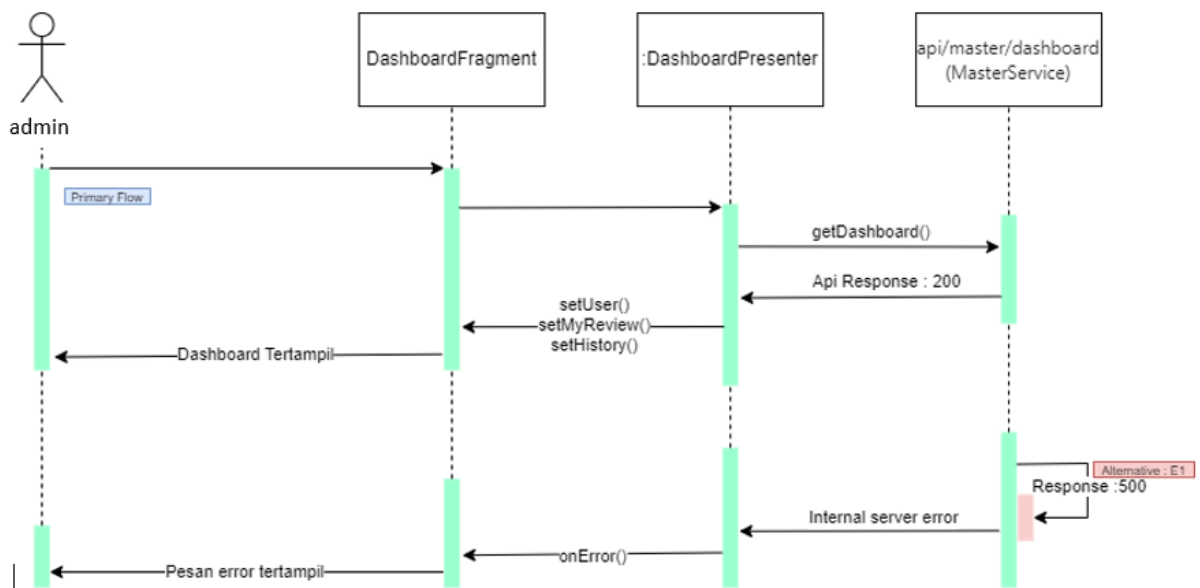 admin
DashboardFragment
:DashboardPresenter
api/master/dashboard
(MasterService)
Primary Flow
getDashboard()
Api Response : 200
setUser()
setMyReview()
setHistory()
Dashboard Tertampil
Alternative : E1
Response :500
Internal server error
onError()
Pesan error tertampil